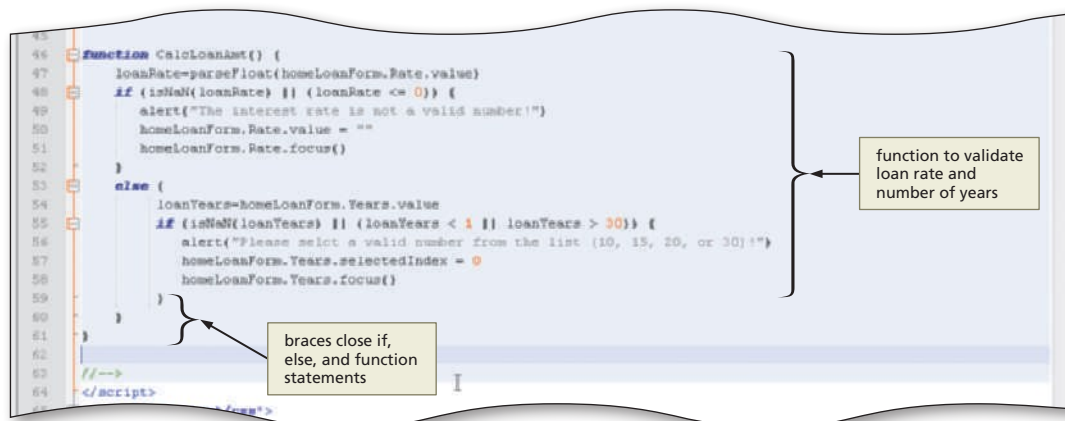 45
46 function CalcLoanAmt() {
47 loanRate=parseFloat(homeLoanForm.Rate.value)
48 if (isNaN(loanRate) || (loanRate <= 0)) {
49 alert("The interest rate is not a valid number!")
50 homeLoanForm.Rate.value = ""
51 homeLoanForm.Rate.focus()
52 }
53 else {
54 loanYears=homeLoanForm.Years.value
55 if (isNaN(loanYears) || (loanYears < 1 || loanYears > 30)) {
56 alert("Please selct a valid number from the list (10, 15, 20, or 30)!")
57 homeLoanForm.Years.selectedIndex = 0
58 homeLoanForm.Years.focus()
59 }
60 }
61 }
62
63 //-->
64 </script>
function to validate
loan rate and
number of years
braces close if,
else, and function
statements